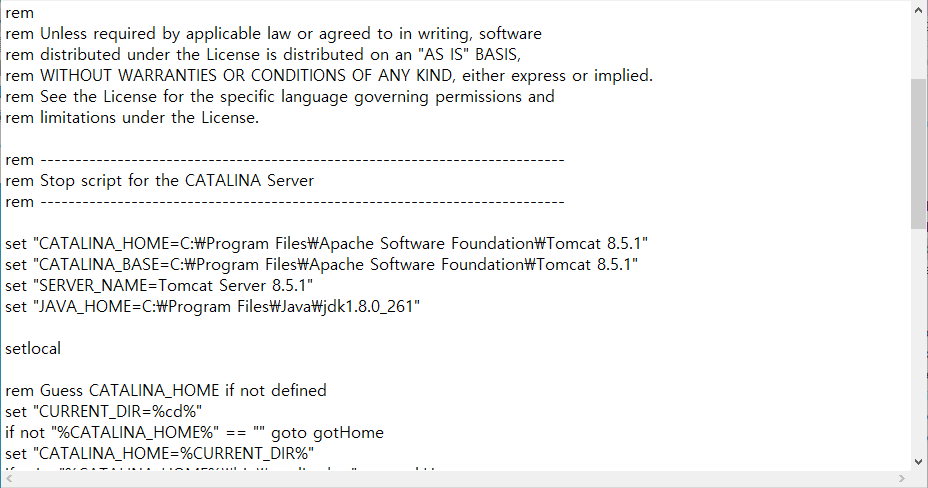 rem
rem Unless required by applicable law or agreed to in writing, software
rem distributed under the License is distributed on an "AS IS" BASIS,
rem WITHOUT WARRANTIES OR CONDITIONS OF ANY KIND, either express or implied.
rem See the License for the specific language governing permissions and
rem limitations under the License.
rem ---------------------------------------------------------------------------
rem Stop script for the CATALINA Server
rem ---------------------------------------------------------------------------
set "CATALINA_HOME=C:₩Program Files₩Apache Software Foundation₩Tomcat 8.5.1"
set "CATALINA_BASE=C:₩Program Files₩Apache Software Foundation₩Tomcat 8.5.1"
set "SERVER_NAME=Tomcat Server 8.5.1"
set "JAVA_HOME=C:₩Program Files₩Java₩jdk1.8.0_261"
setlocal
rem Guess CATALINA_HOME if not defined
set "CURRENT_DIR=%cd%"
if not "%CATALINA_HOME%" == "" goto gotHome
set "CATALINA_HOME=%CURRENT_DIR%"